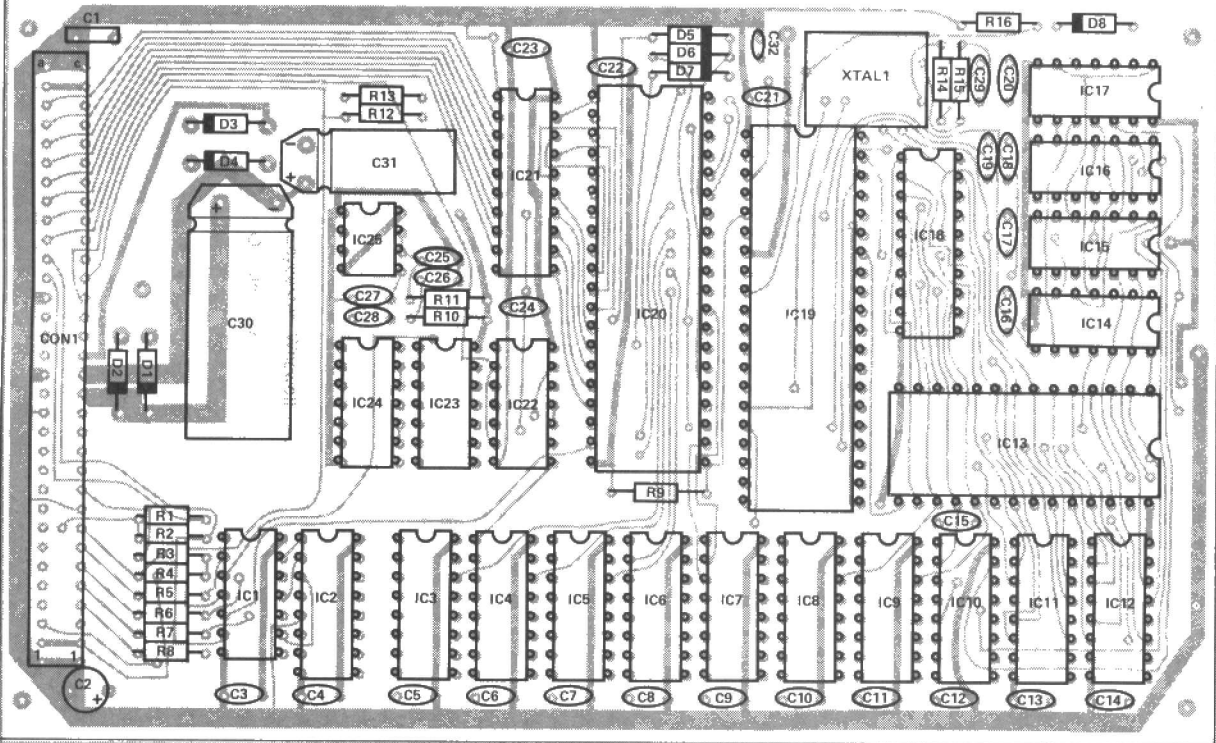 C1
R16
D8
a c
C23
D5
D6
D7
C32
C22
C21
XTAL1
R14
R15
C29
C20
IC17
R13
R12
D3
D4
C31
−
+
IC21
C19
C18
IC16
+
IC25
C25
C26
C27
C28
R11
R10
C24
C30
IC20
IC19
IC18
C17
IC15
C16
IC14
CON1
D2
D1
IC24
IC23
IC22
IC13
R9
C15
R1
R2
R3
R4
R5
R6
R7
R8
IC1
IC2
IC3
IC4
IC5
IC6
IC7
IC8
IC9
IC10
IC11
IC12
1 1
C2
+
C3
C4
C5
C6
C7
C8
C9
C10
C11
C12
C13
C14